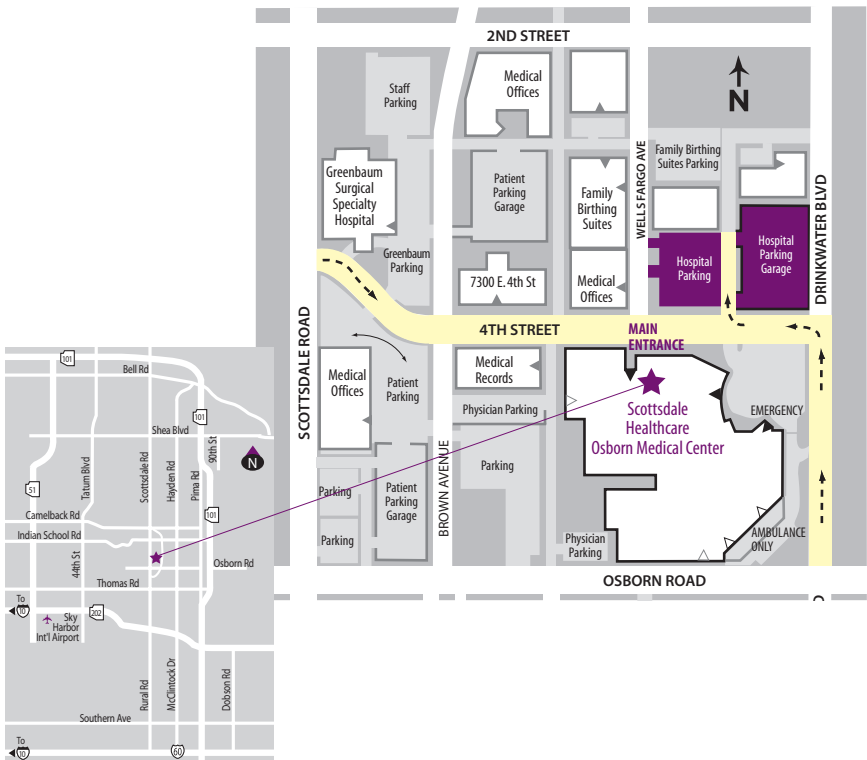 2ND STREET
Medical
Offices
Staff
Parking
N
Family Birthing
Suites Parking
WELLS FARGO AVE
DRINKWATER BLVD
Greenbaum
Surgical
Specialty
Hospital
Patient
Parking
Garage
Family
Birthing
Suites
Greenbaum
Parking
Hospital
Parking
Hospital
Parking
Garage
7300 E. 4th St
Medical
Offices
SCOTTSDALE ROAD
4TH STREET
MAIN
ENTRANCE
Medical
Offices
Patient
Parking
Medical
Records
Physician Parking
Scottsdale
Healthcare
Osborn Medical Center
EMERGENCY
BROWN AVENUE
Parking
Parking
Patient
Parking
Garage
Parking
Physician
Parking
AMBULANCE
ONLY
OSBORN ROAD
101
Bell Rd
101
Shea Blvd
90th St
N
Tatum Blvd
Scottsdale Rd
Hayden Rd
Pima Rd
51
101
Camelback Rd
Indian School Rd
44th St
Osborn Rd
Thomas Rd
To
10
202
Sky
Harbor
Int'l Airport
Rural Rd
McClintock Dr
Dobson Rd
Southern Ave
To
10
60